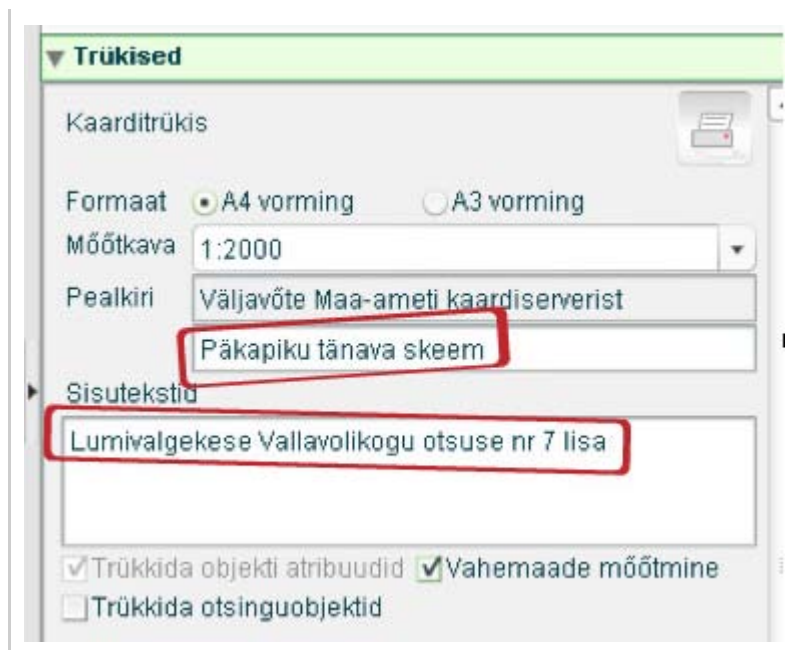 Trükised
Kaarditrükis
Formaat A4 vorming A3 vorming
Mõõtkava 1:2000
Pealkiri Väljavõte Maa-ameti kaardiserverist
Päkapiku tänava skeem
Sisutekstid
Lumivalgekese Vallavolikogu otsuse nr 7 lisa
Trükkida objekti atribuudid Vahemaade mõõtmine
Trükkida otsinguobjektid